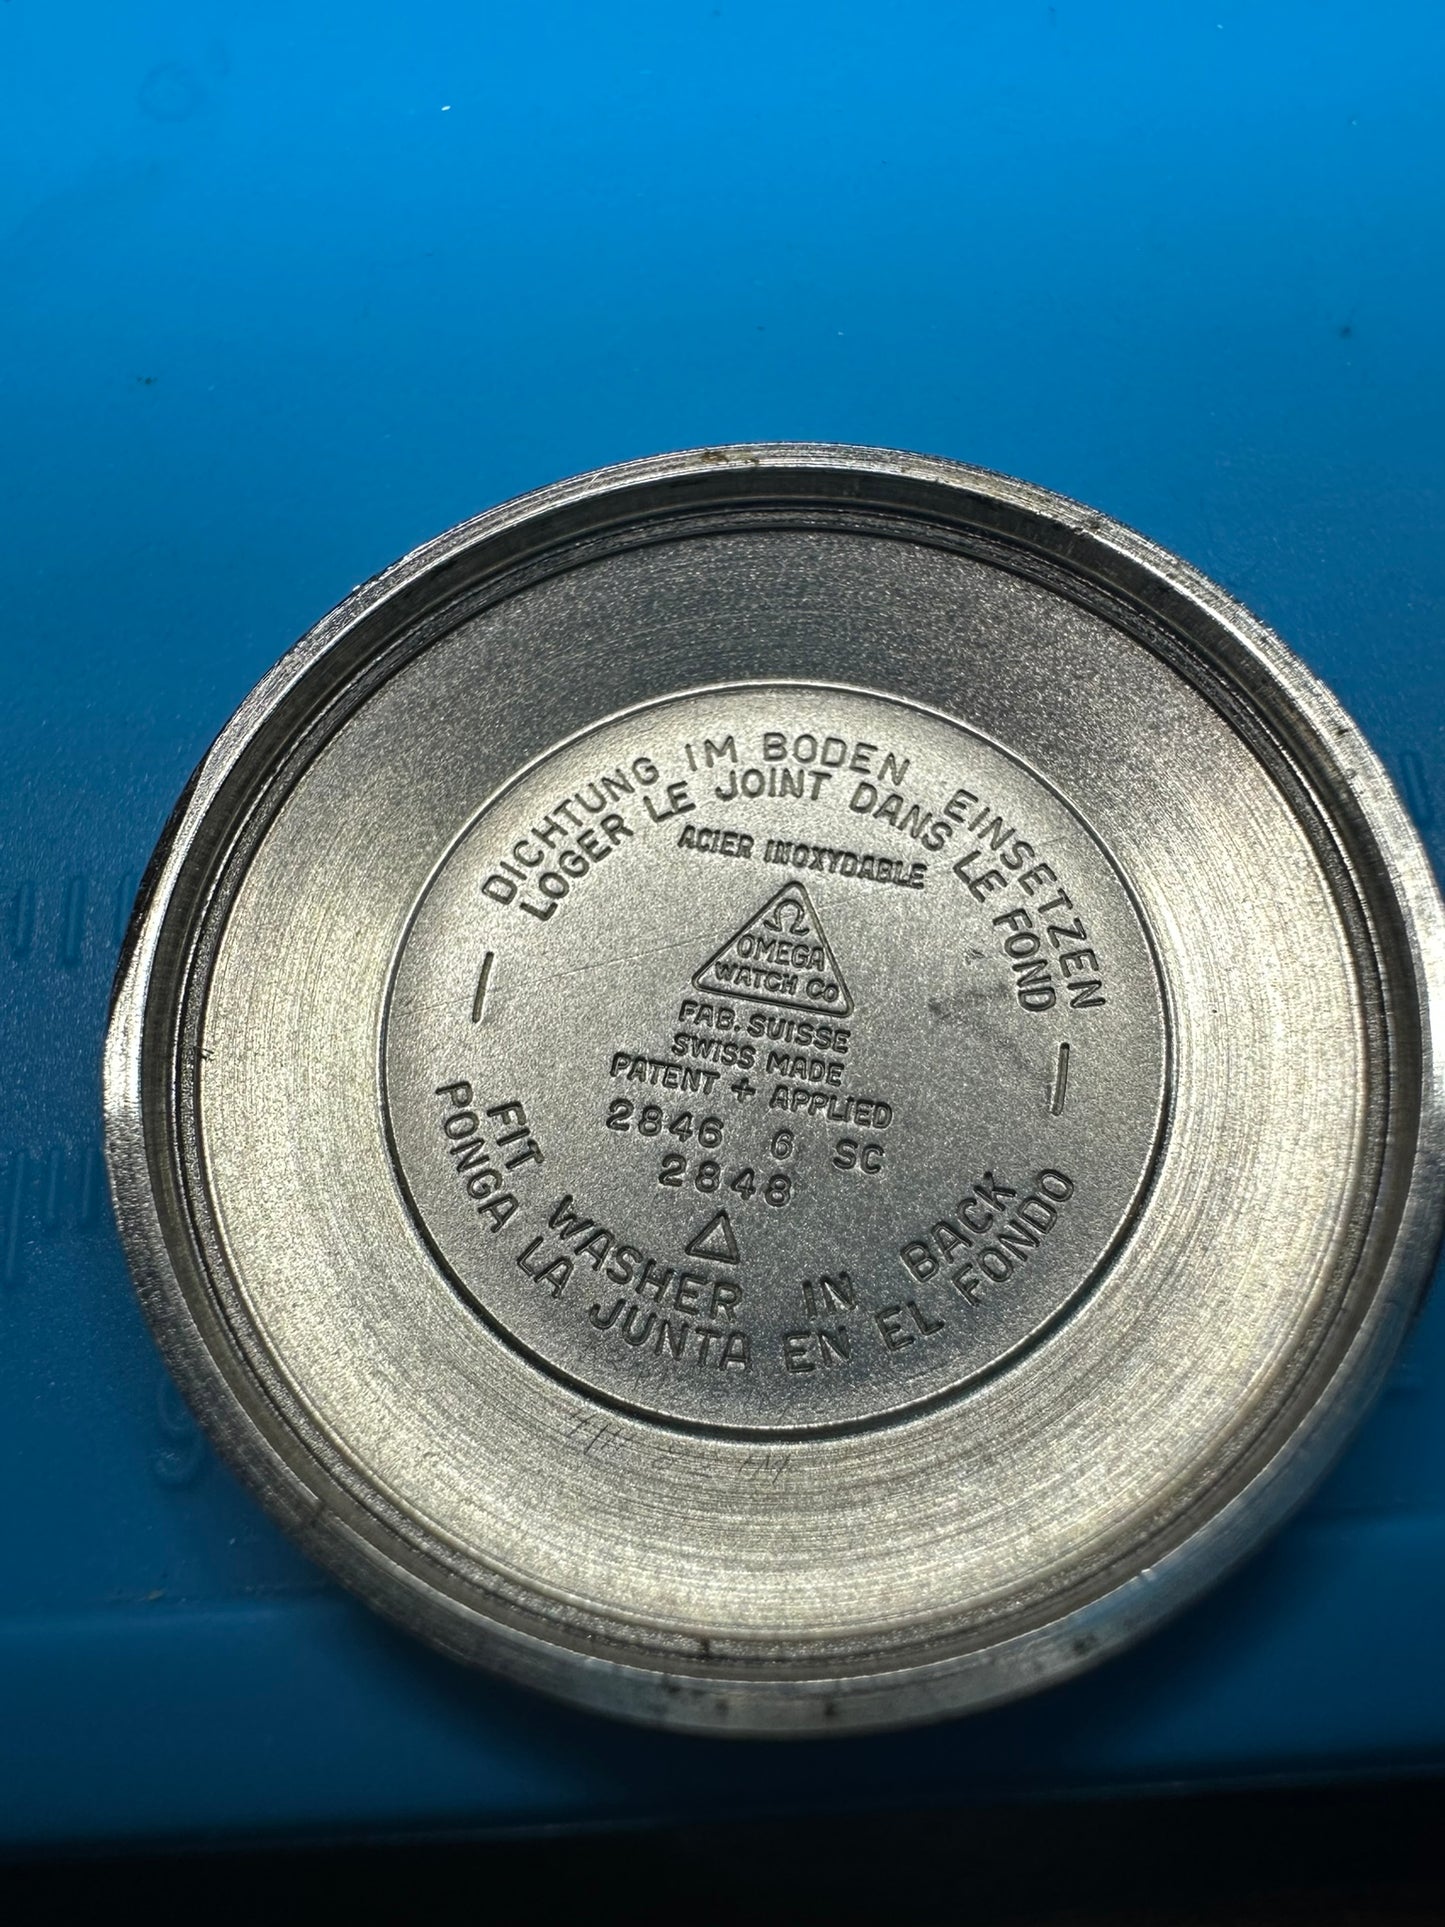 DICHTUNG IM BODEN EINSETZEN
LOGER LE JOINT DANS LE FOND
ACIER INOXYDABLE
Ω
OMEGA
WATCH CO
FAB. SUISSE
SWISS MADE
PATENT + APPLIED
2846 6 SC
2848
FIT WASHER IN BACK
PONGA LA JUNTA EN EL FONDO